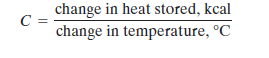 C = change in heat stored, kcal
change in temperature, °C